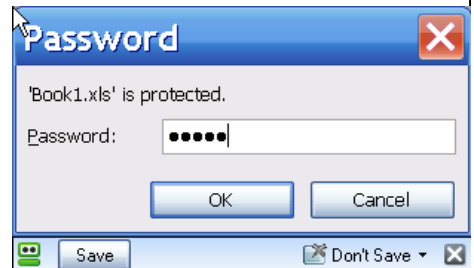 Password
'Book1.xls' is protected.
Password: •••••
OK Cancel
Save Don't Save